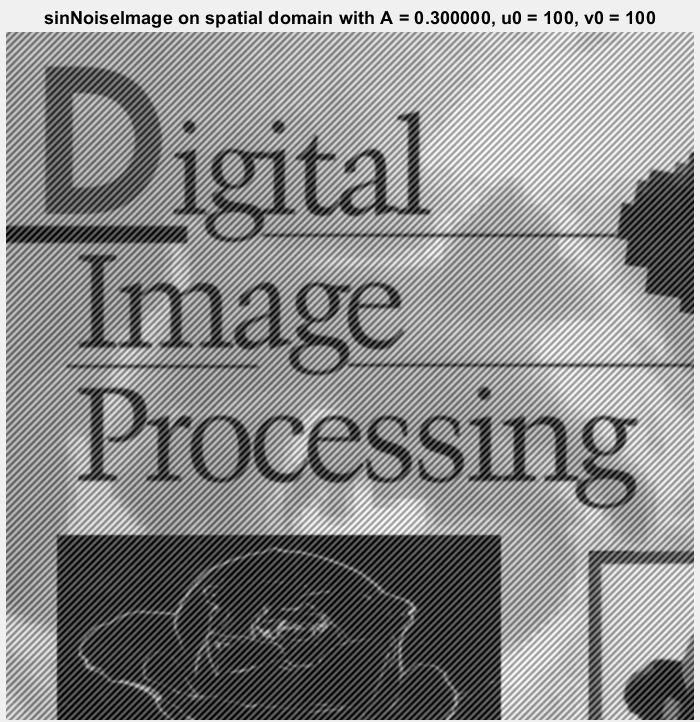 sinNoiseImage on spatial domain with A = 0.300000, u0 = 100, v0 = 100
Digital
Image
Processing